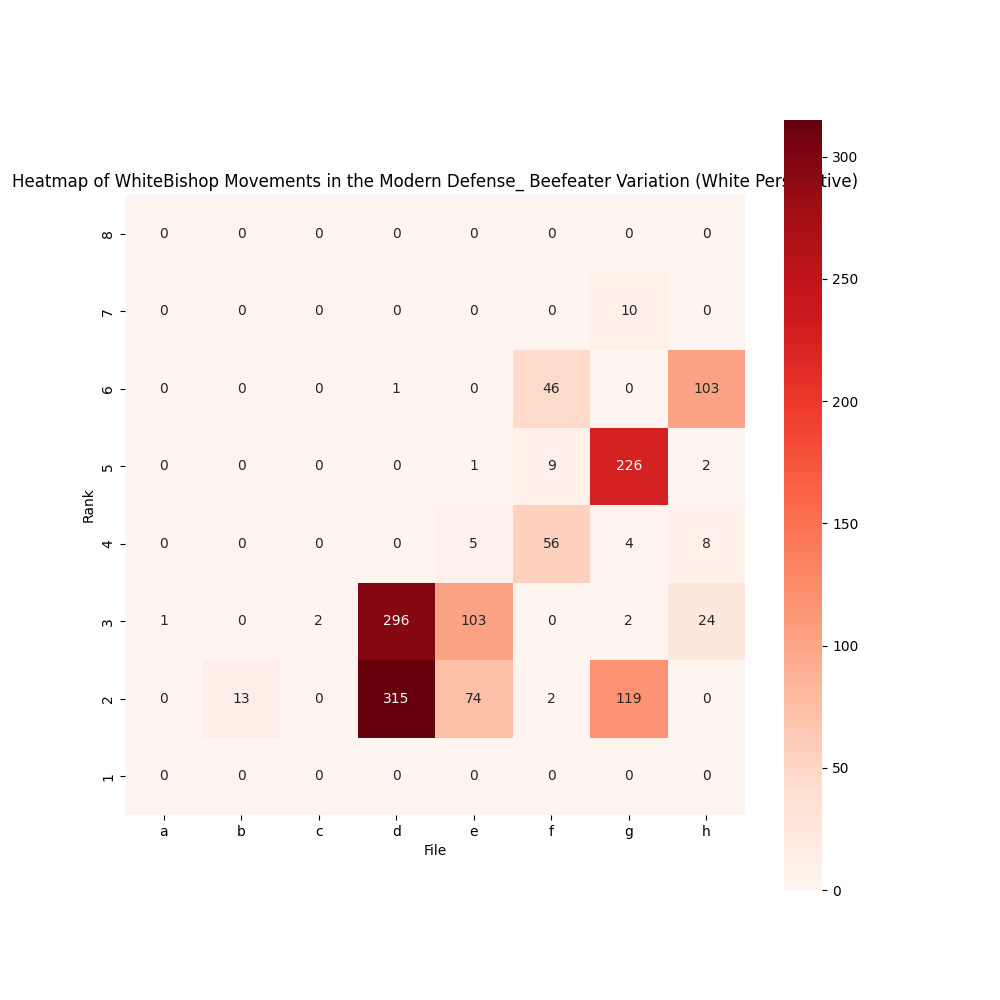 Heatmap of WhiteBishop Movements in the Modern Defense_ Beefeater Variation (White Perspective)
8 0 0 0 0 0 0 0 0
7 0 0 0 0 0 0 10 0
6 0 0 0 1 0 46 0 103
5 0 0 0 0 1 9 226 2
Rank
4 0 0 0 0 5 56 4 8
3 1 0 2 296 103 0 2 24
2 0 13 0 315 74 2 119 0
1 0 0 0 0 0 0 0 0
a b c d e f g h
File
300
250
200
150
100
50
0